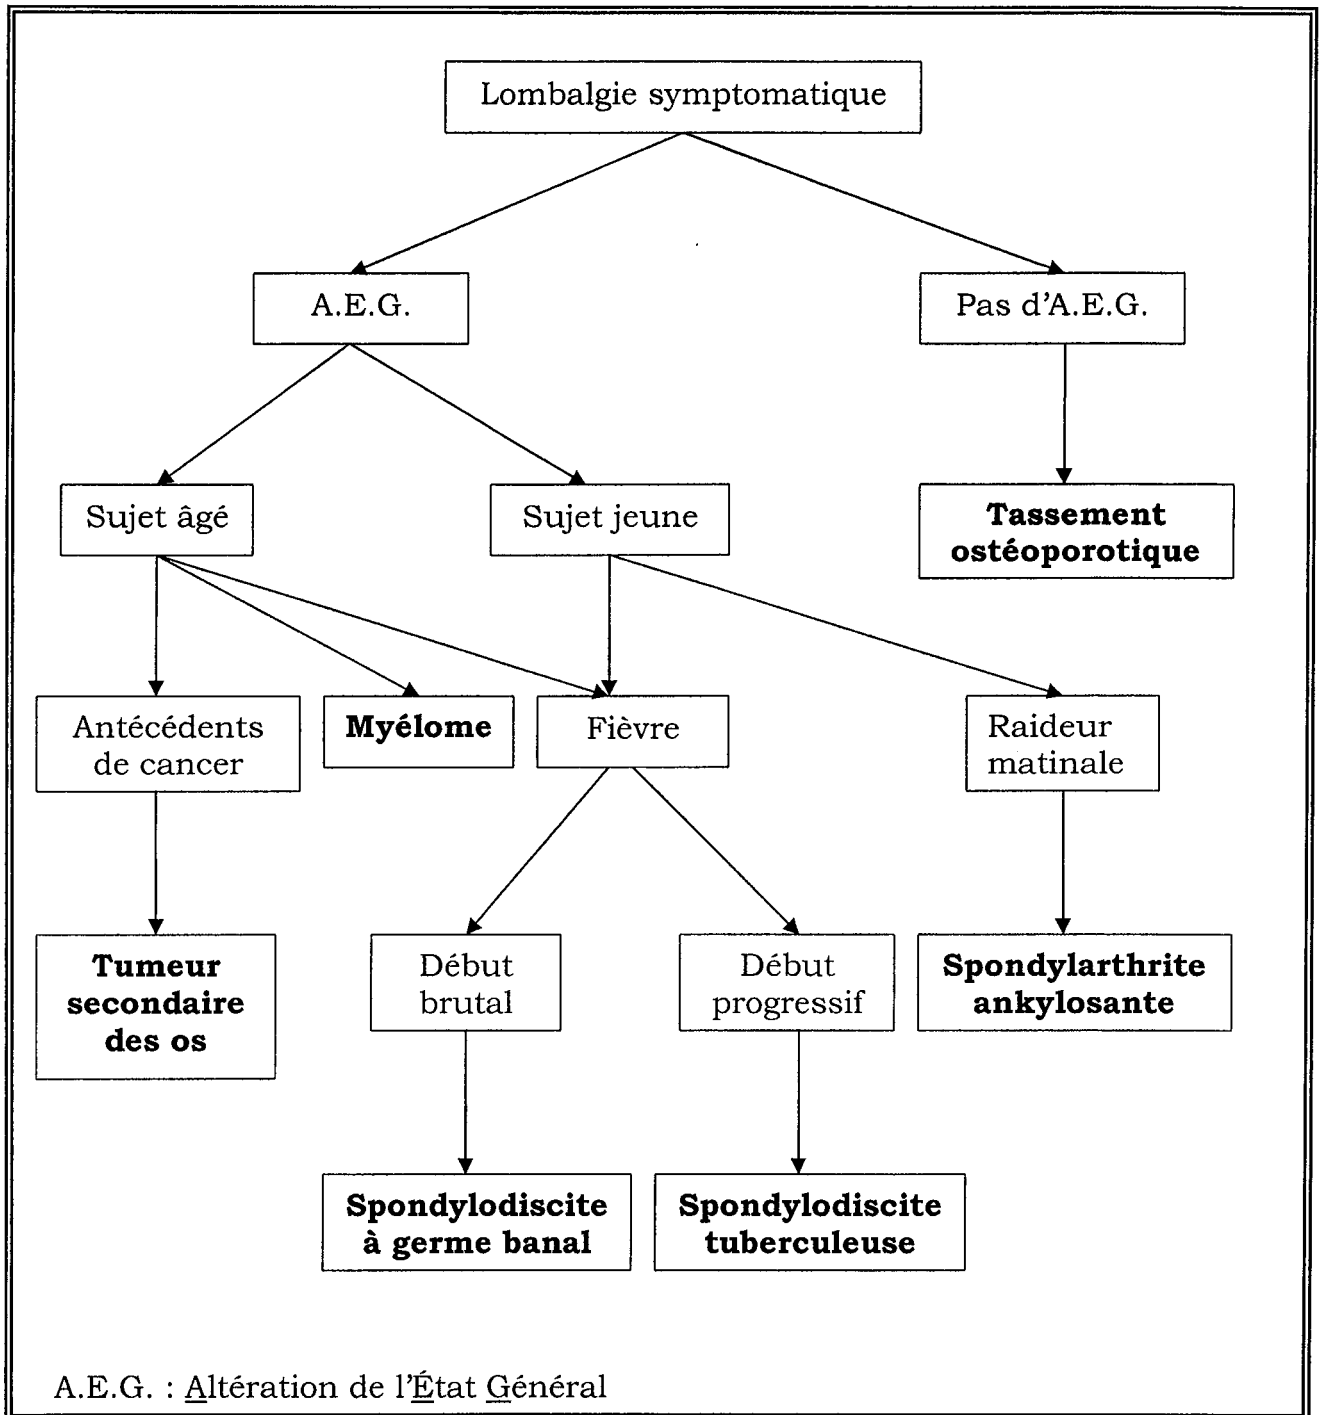 Lombalgie symptomatique
A.E.G.
Pas d'A.E.G.
Sujet âgé
Sujet jeune
Tassement
ostéoporotique
Antécédents
de cancer
Myélome
Fièvre
Raideur
matinale
Tumeur
secondaire
des os
Début
brutal
Début
progressif
Spondylarthrite
ankylosante
Spondylodiscite
à germe banal
Spondylodiscite
tuberculeuse
A.E.G. : Altération de l'État Général